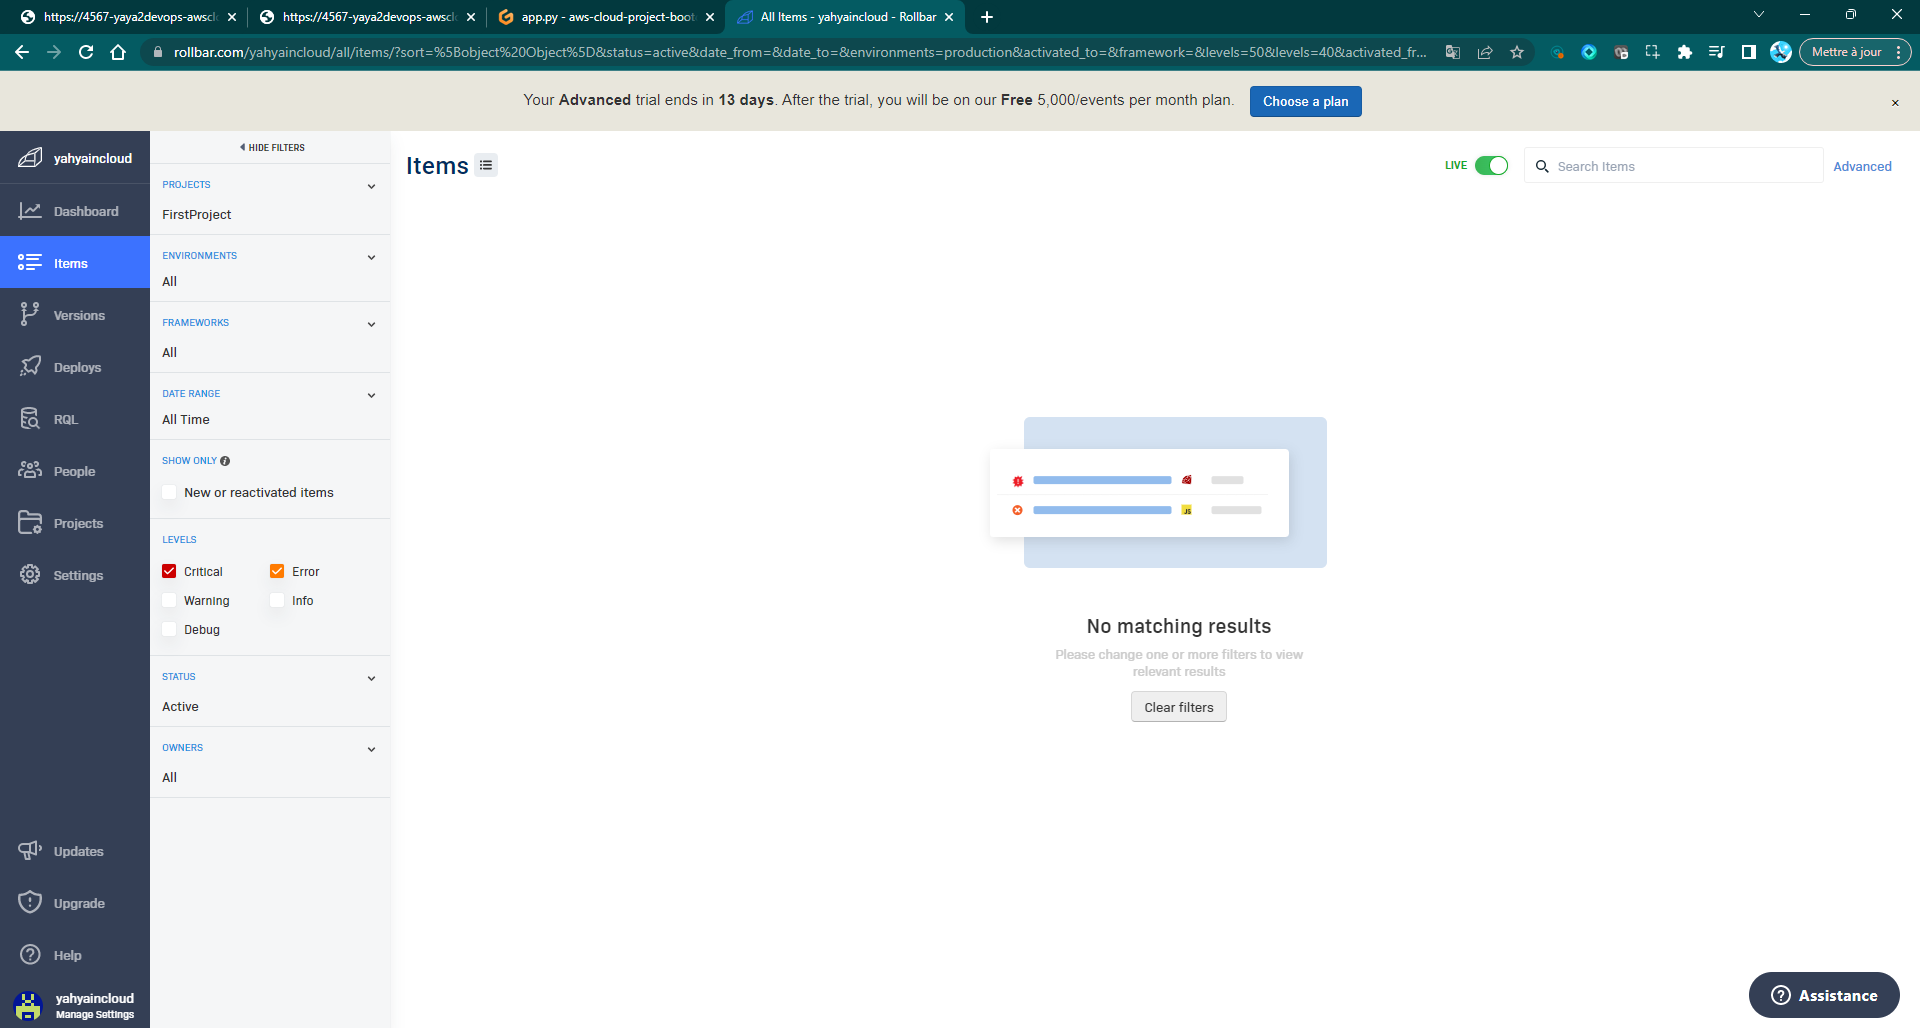 https://4567-yaya2devops-awscl
https://4567-yaya2devops-awscl
app.py - aws-cloud-project-boot
All Items - yahyaincloud - Rollbar
rollbar.com/yahyaincloud/all/items/?sort=%5Bobject%20Object%5D&status=active&date_from=&date_to=&environments=production&activated_to=&framework=&levels=50&levels=40&activated_fr...
Mettre à jour
Your Advanced trial ends in 13 days. After the trial, you will be on our Free 5,000/events per month plan.
Choose a plan
yahyaincloud
Dashboard
Items
Versions
Deploys
RQL
People
Projects
Settings
Updates
Upgrade
Help
yahyaincloud
Manage Settings
HIDE FILTERS
PROJECTS
FirstProject
ENVIRONMENTS
All
FRAMEWORKS
All
DATE RANGE
All Time
SHOW ONLY
New or reactivated items
LEVELS
Critical
Error
Warning
Info
Debug
STATUS
Active
OWNERS
All
Items
LIVE
Search Items
Advanced
JS
No matching results
Please change one or more filters to view
relevant results
Clear filters
Assistance